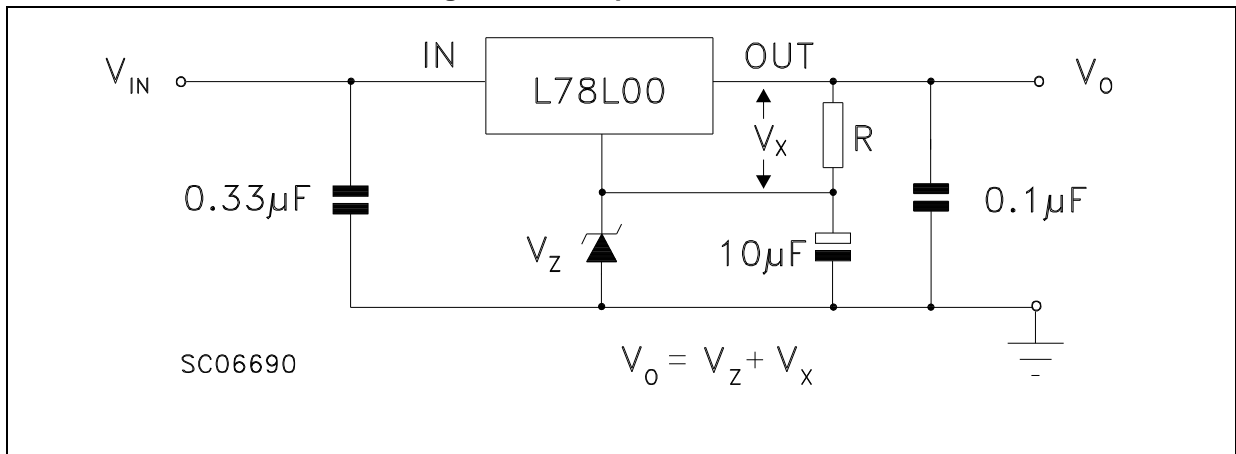 V_IN
IN
L78L00
OUT
V_O
V_X
R
0.33µF
0.1µF
V_Z
10µF
SC06690
V_O = V_Z + V_X